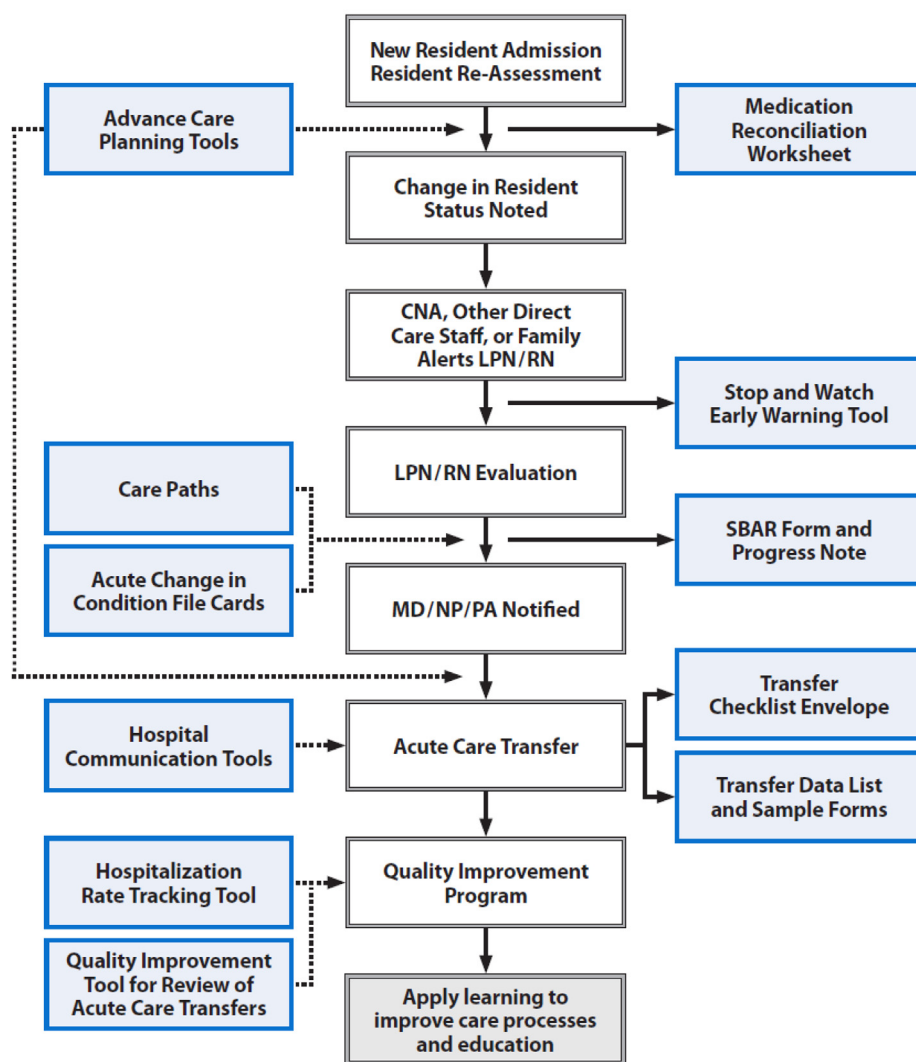 New Resident Admission
Resident Re-Assessment
Advance Care
Planning Tools
Medication
Reconciliation
Worksheet
Change in Resident
Status Noted
CNA, Other Direct
Care Staff, or Family
Alerts LPN/RN
Stop and Watch
Early Warning Tool
Care Paths
LPN/RN Evaluation
SBAR Form and
Progress Note
Acute Change in
Condition File Cards
MD/NP/PA Notified
Transfer
Checklist Envelope
Hospital
Communication Tools
Acute Care Transfer
Transfer Data List
and Sample Forms
Hospitalization
Rate Tracking Tool
Quality Improvement
Program
Quality Improvement
Tool for Review of
Acute Care Transfers
Apply learning to
improve care processes
and education